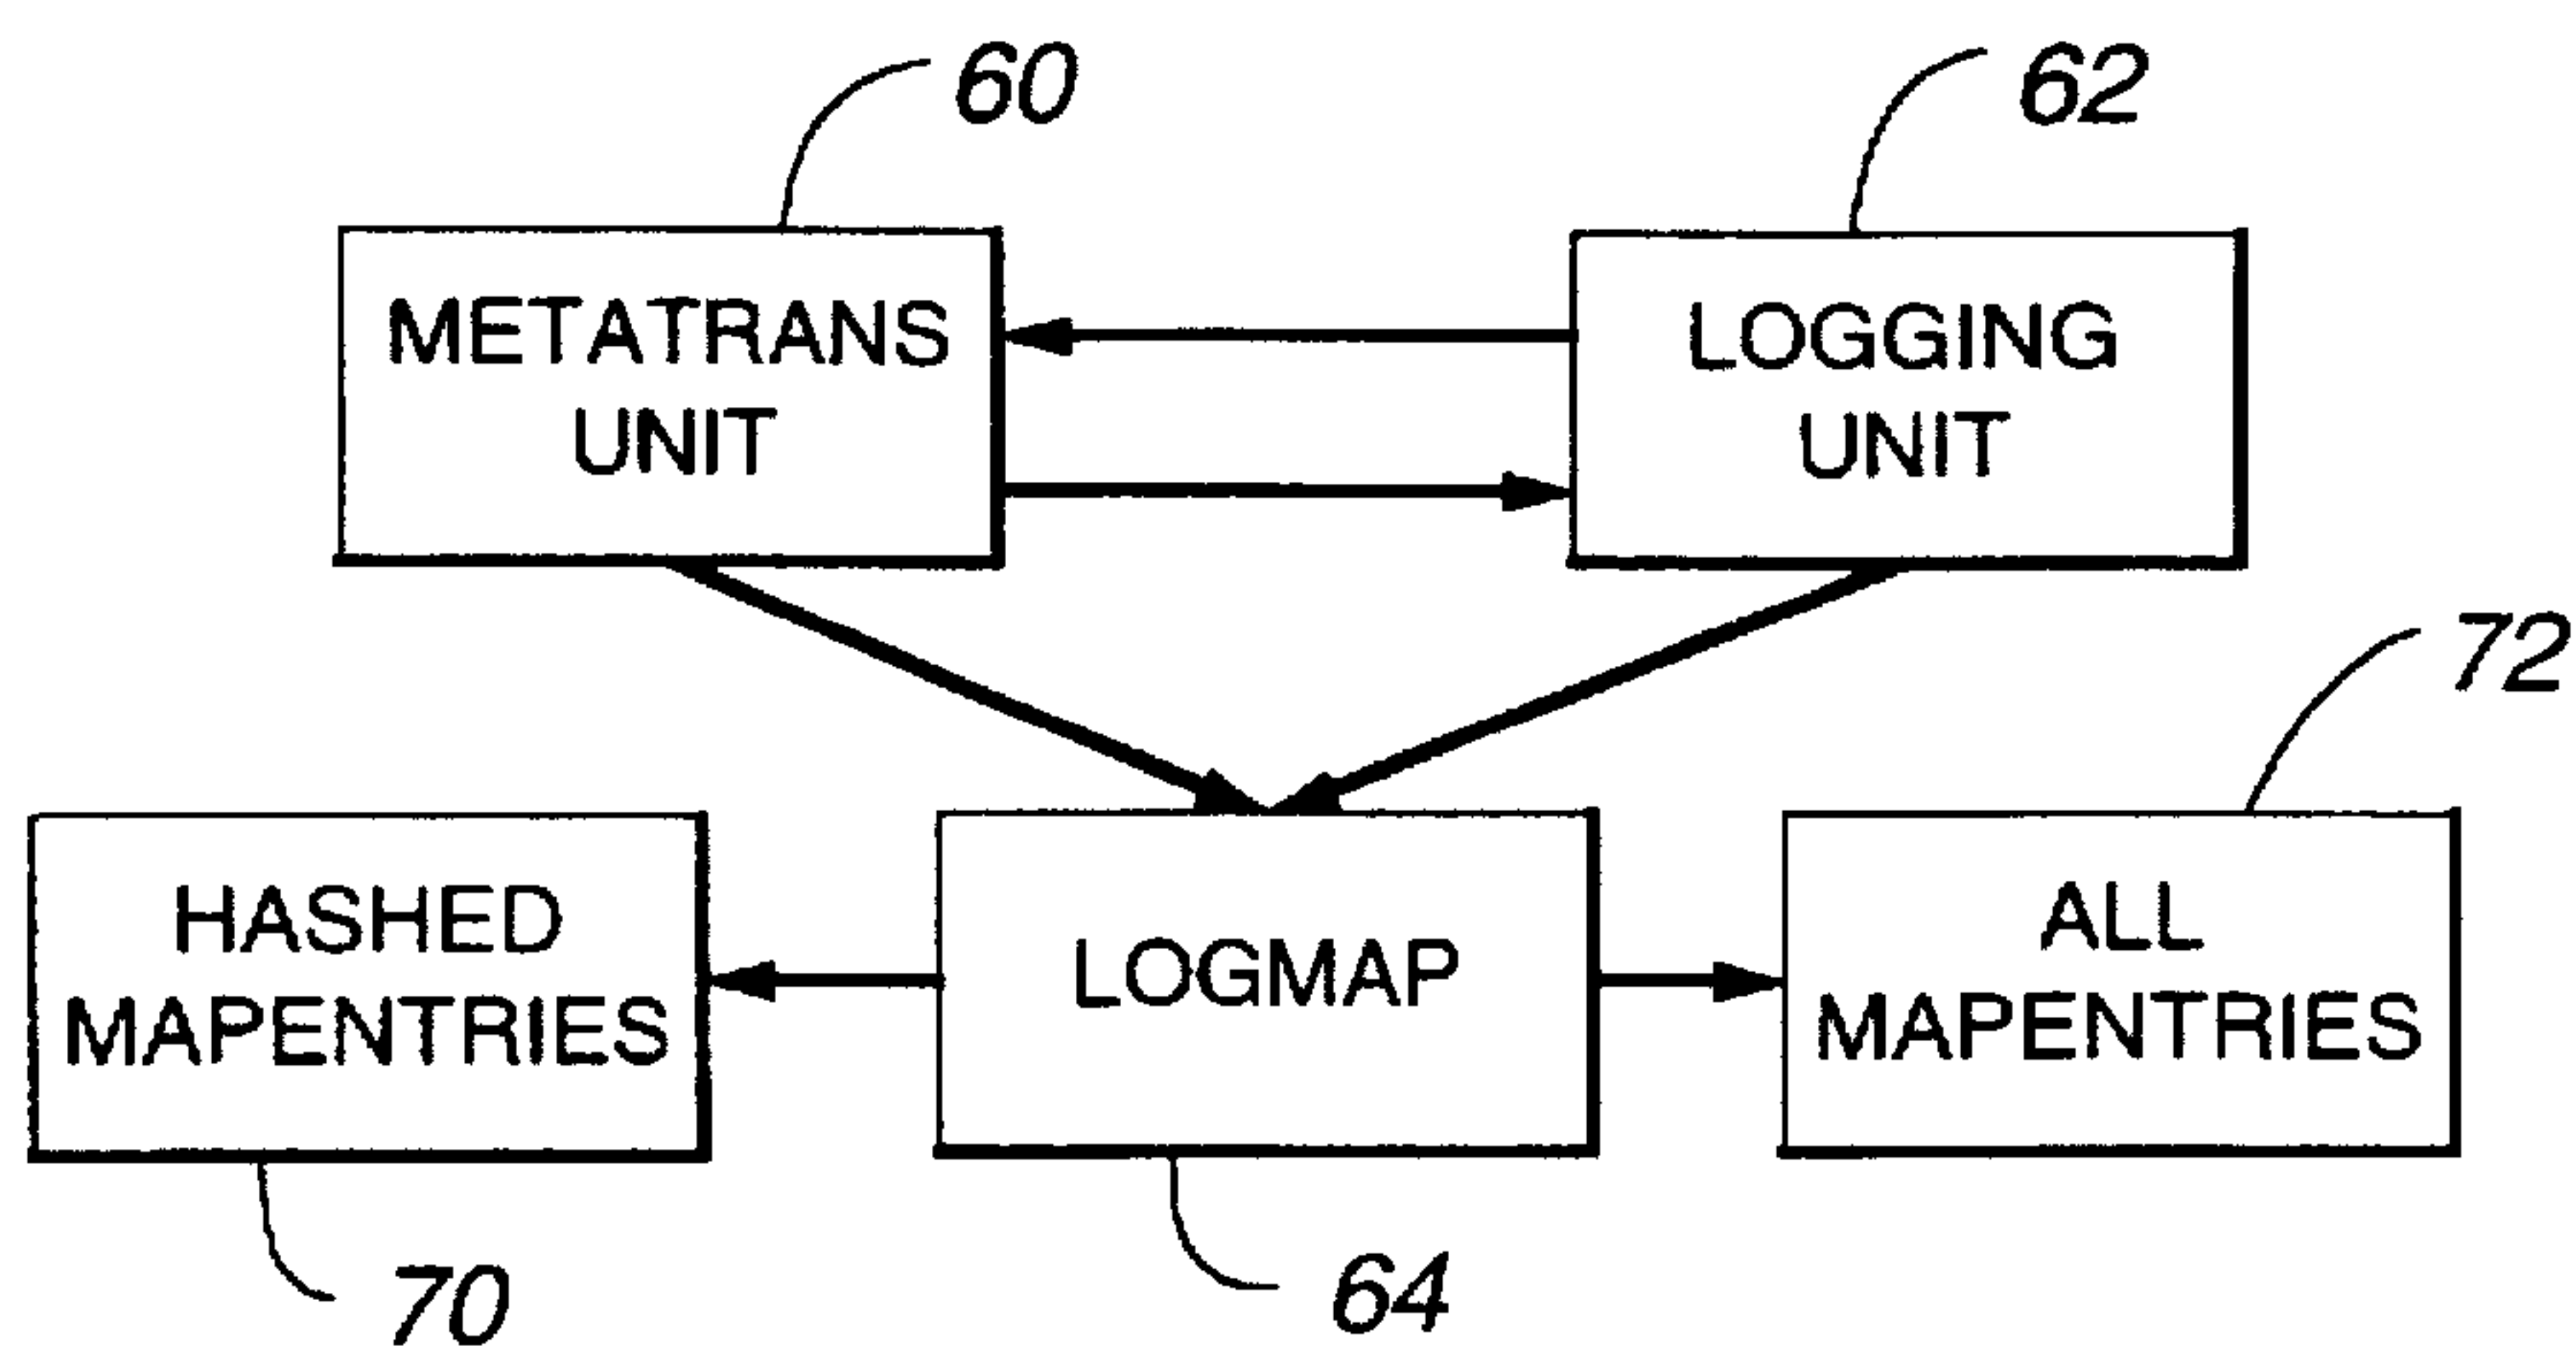 60
62
METATRANS
UNIT
LOGGING
UNIT
72
HASHED
MAPENTRIES
LOGMAP
ALL
MAPENTRIES
70
64